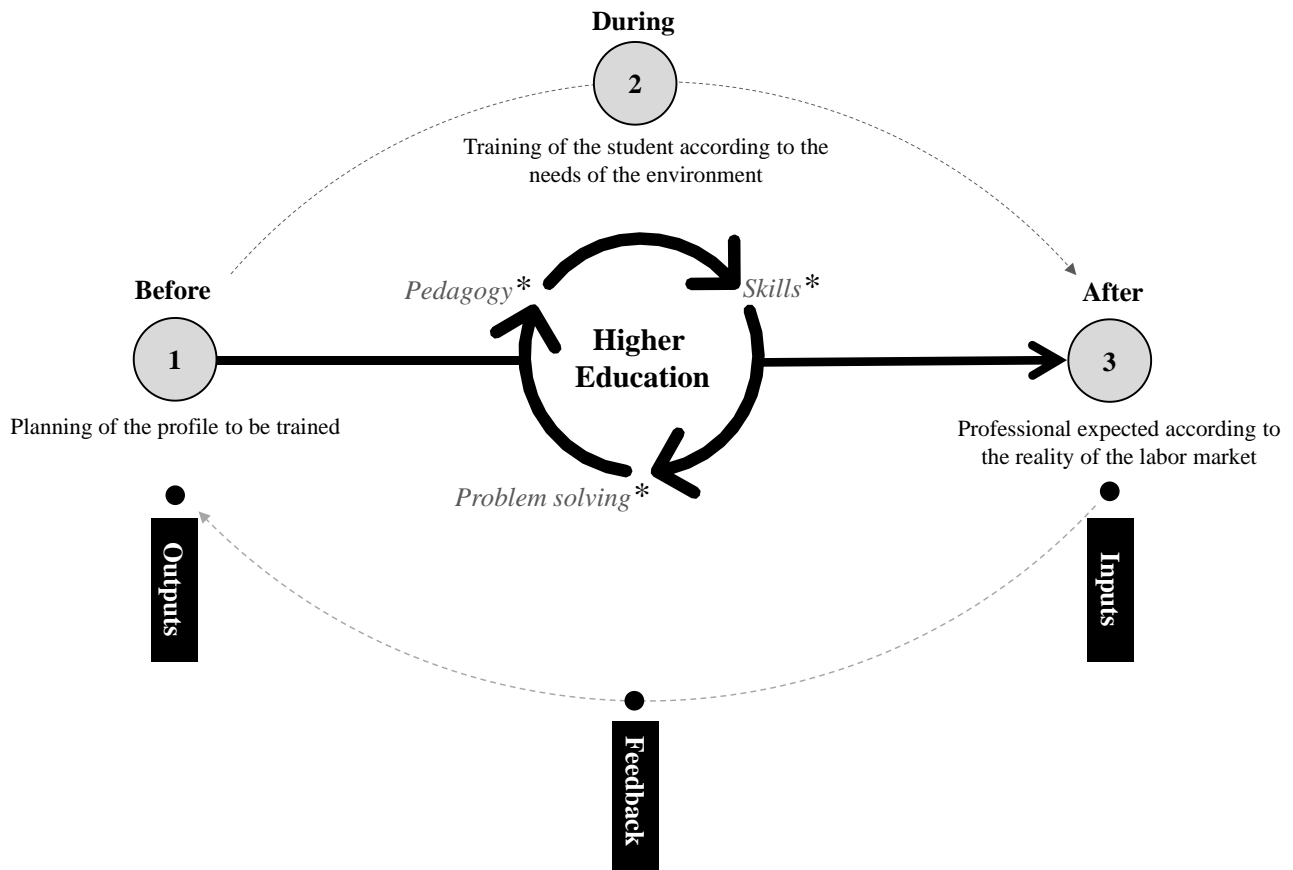 During
2
Training of the student according to the
needs of the environment
Before
Pedagogy*
Skills*
After
1
Higher
Education
3
Planning of the profile to be trained
Professional expected according to
the reality of the labor market
Problem solving*
Outputs
Inputs
Feedback